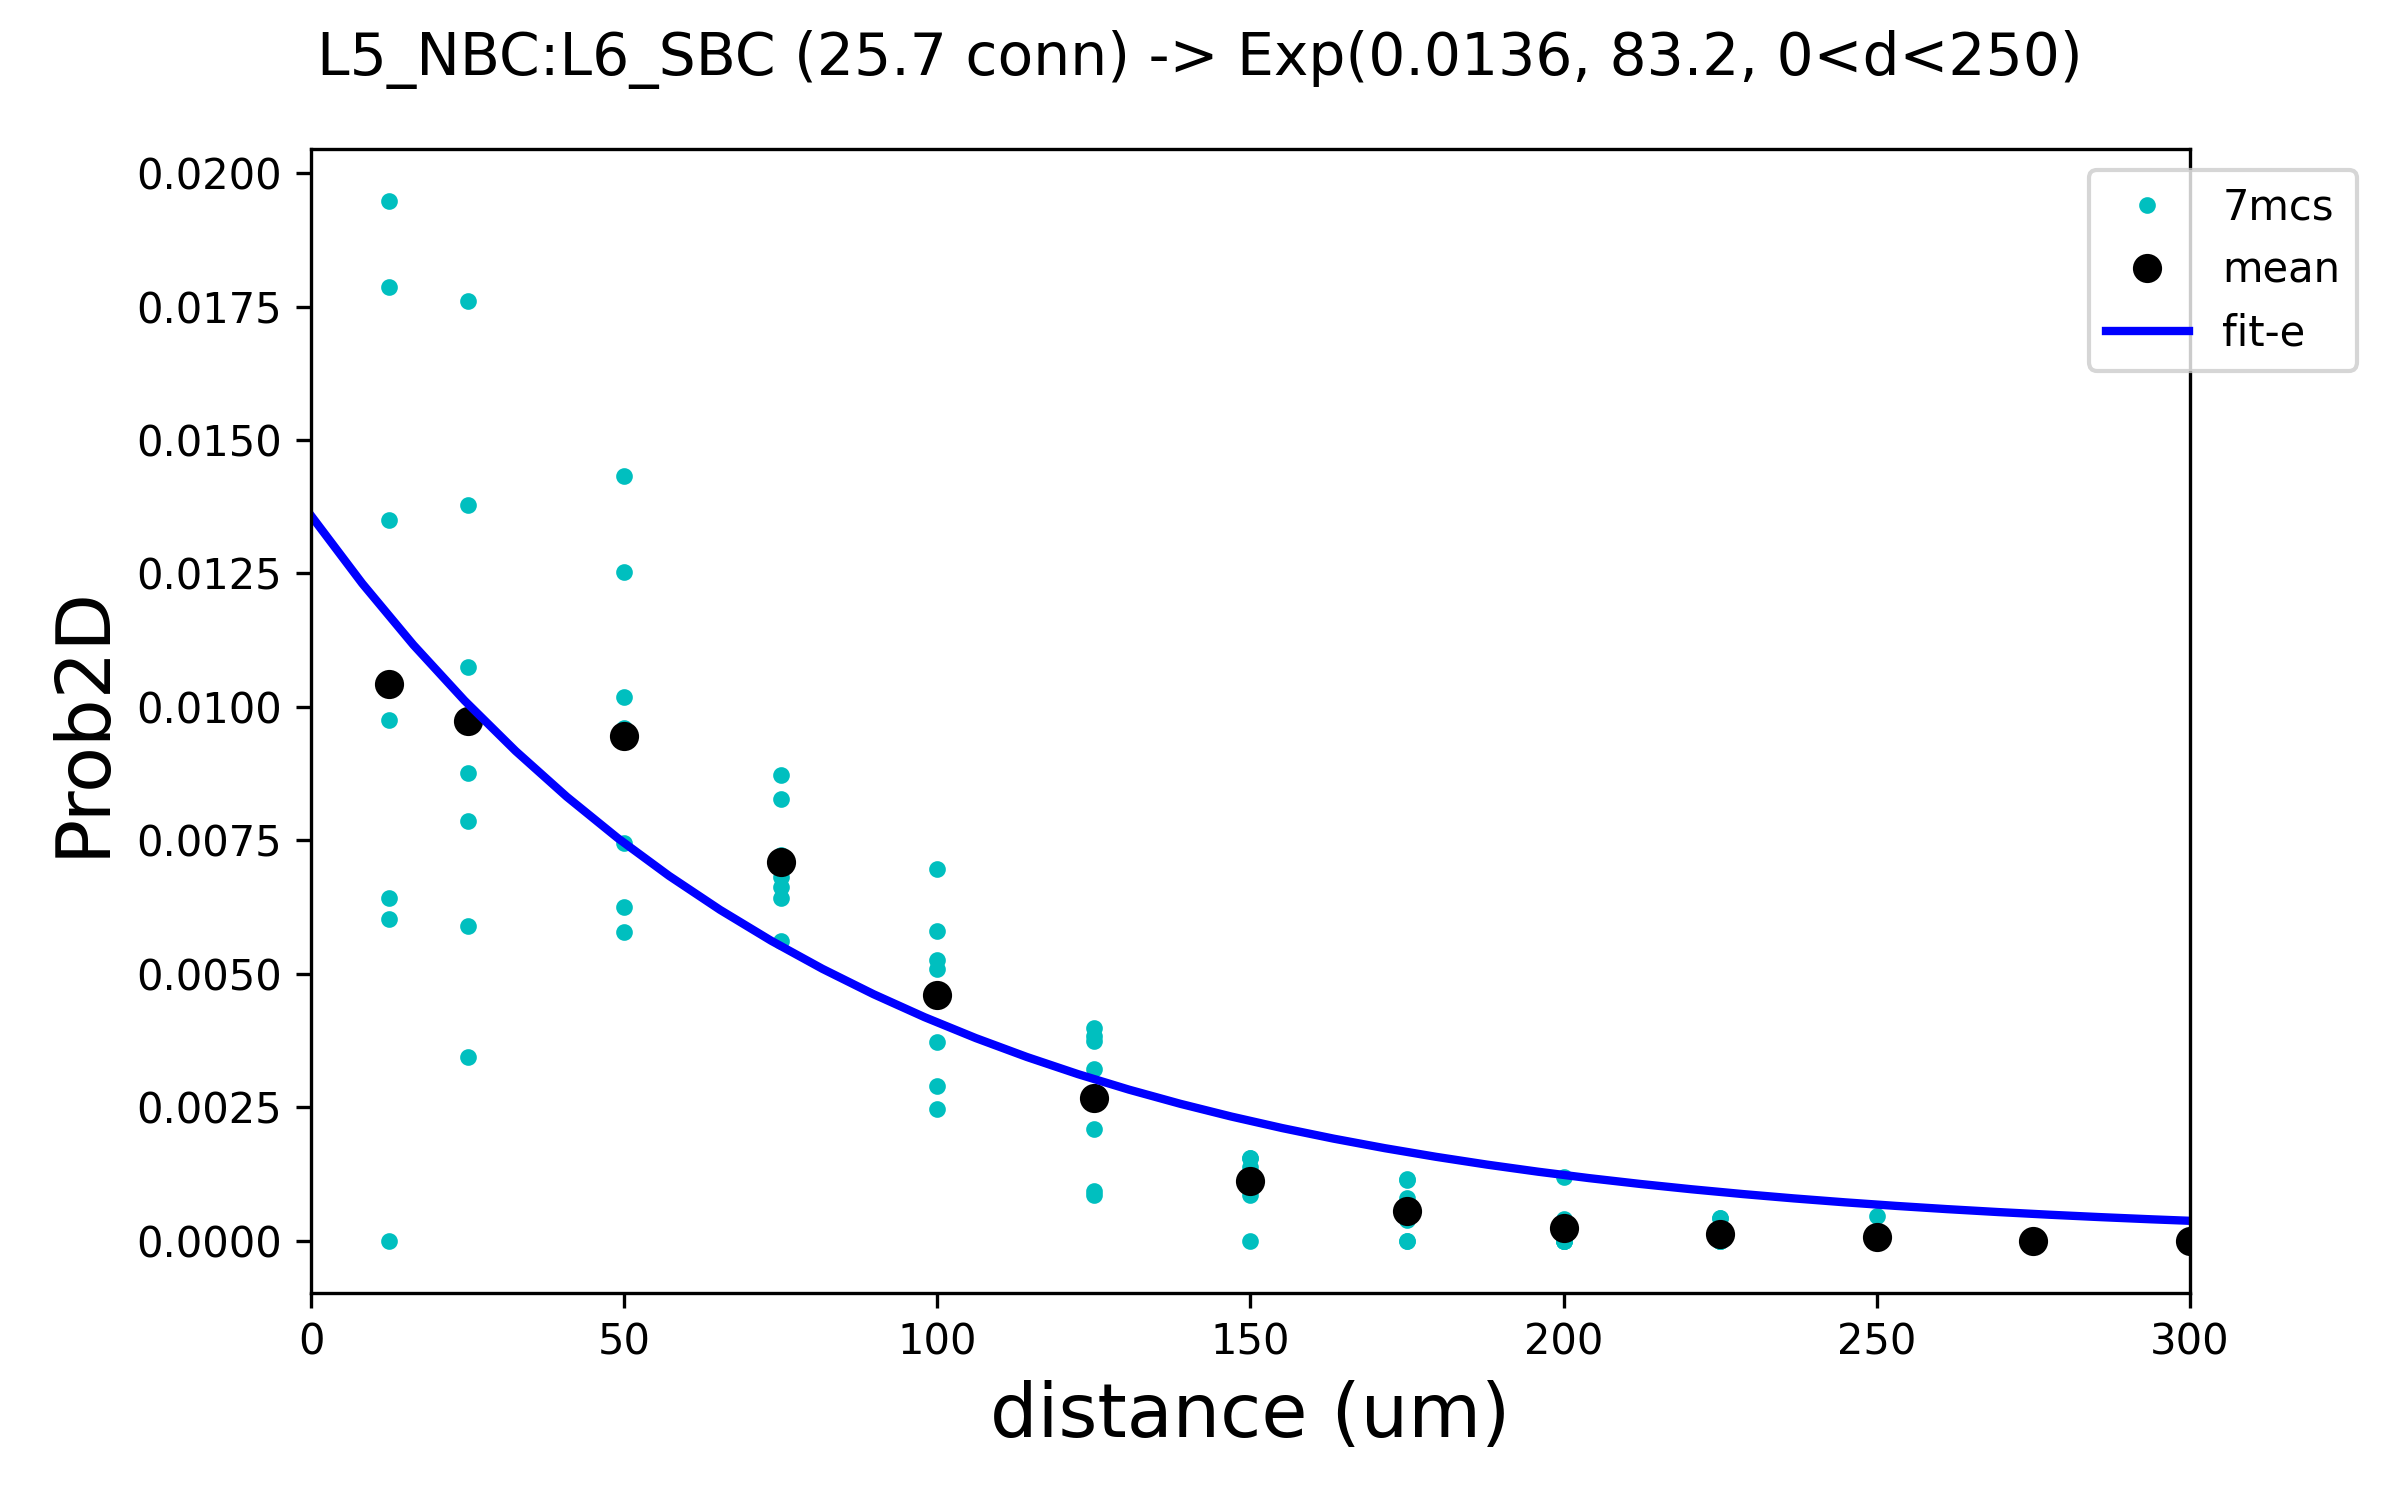 L5_NBC:L6_SBC (25.7 conn) -> Exp(0.0136, 83.2, 0<d<250)
7mcs
mean
fit-e
Prob2D
0.0200
0.0175
0.0150
0.0125
0.0100
0.0075
0.0050
0.0025
0.0000
0 50 100 150 200 250 300
distance (um)